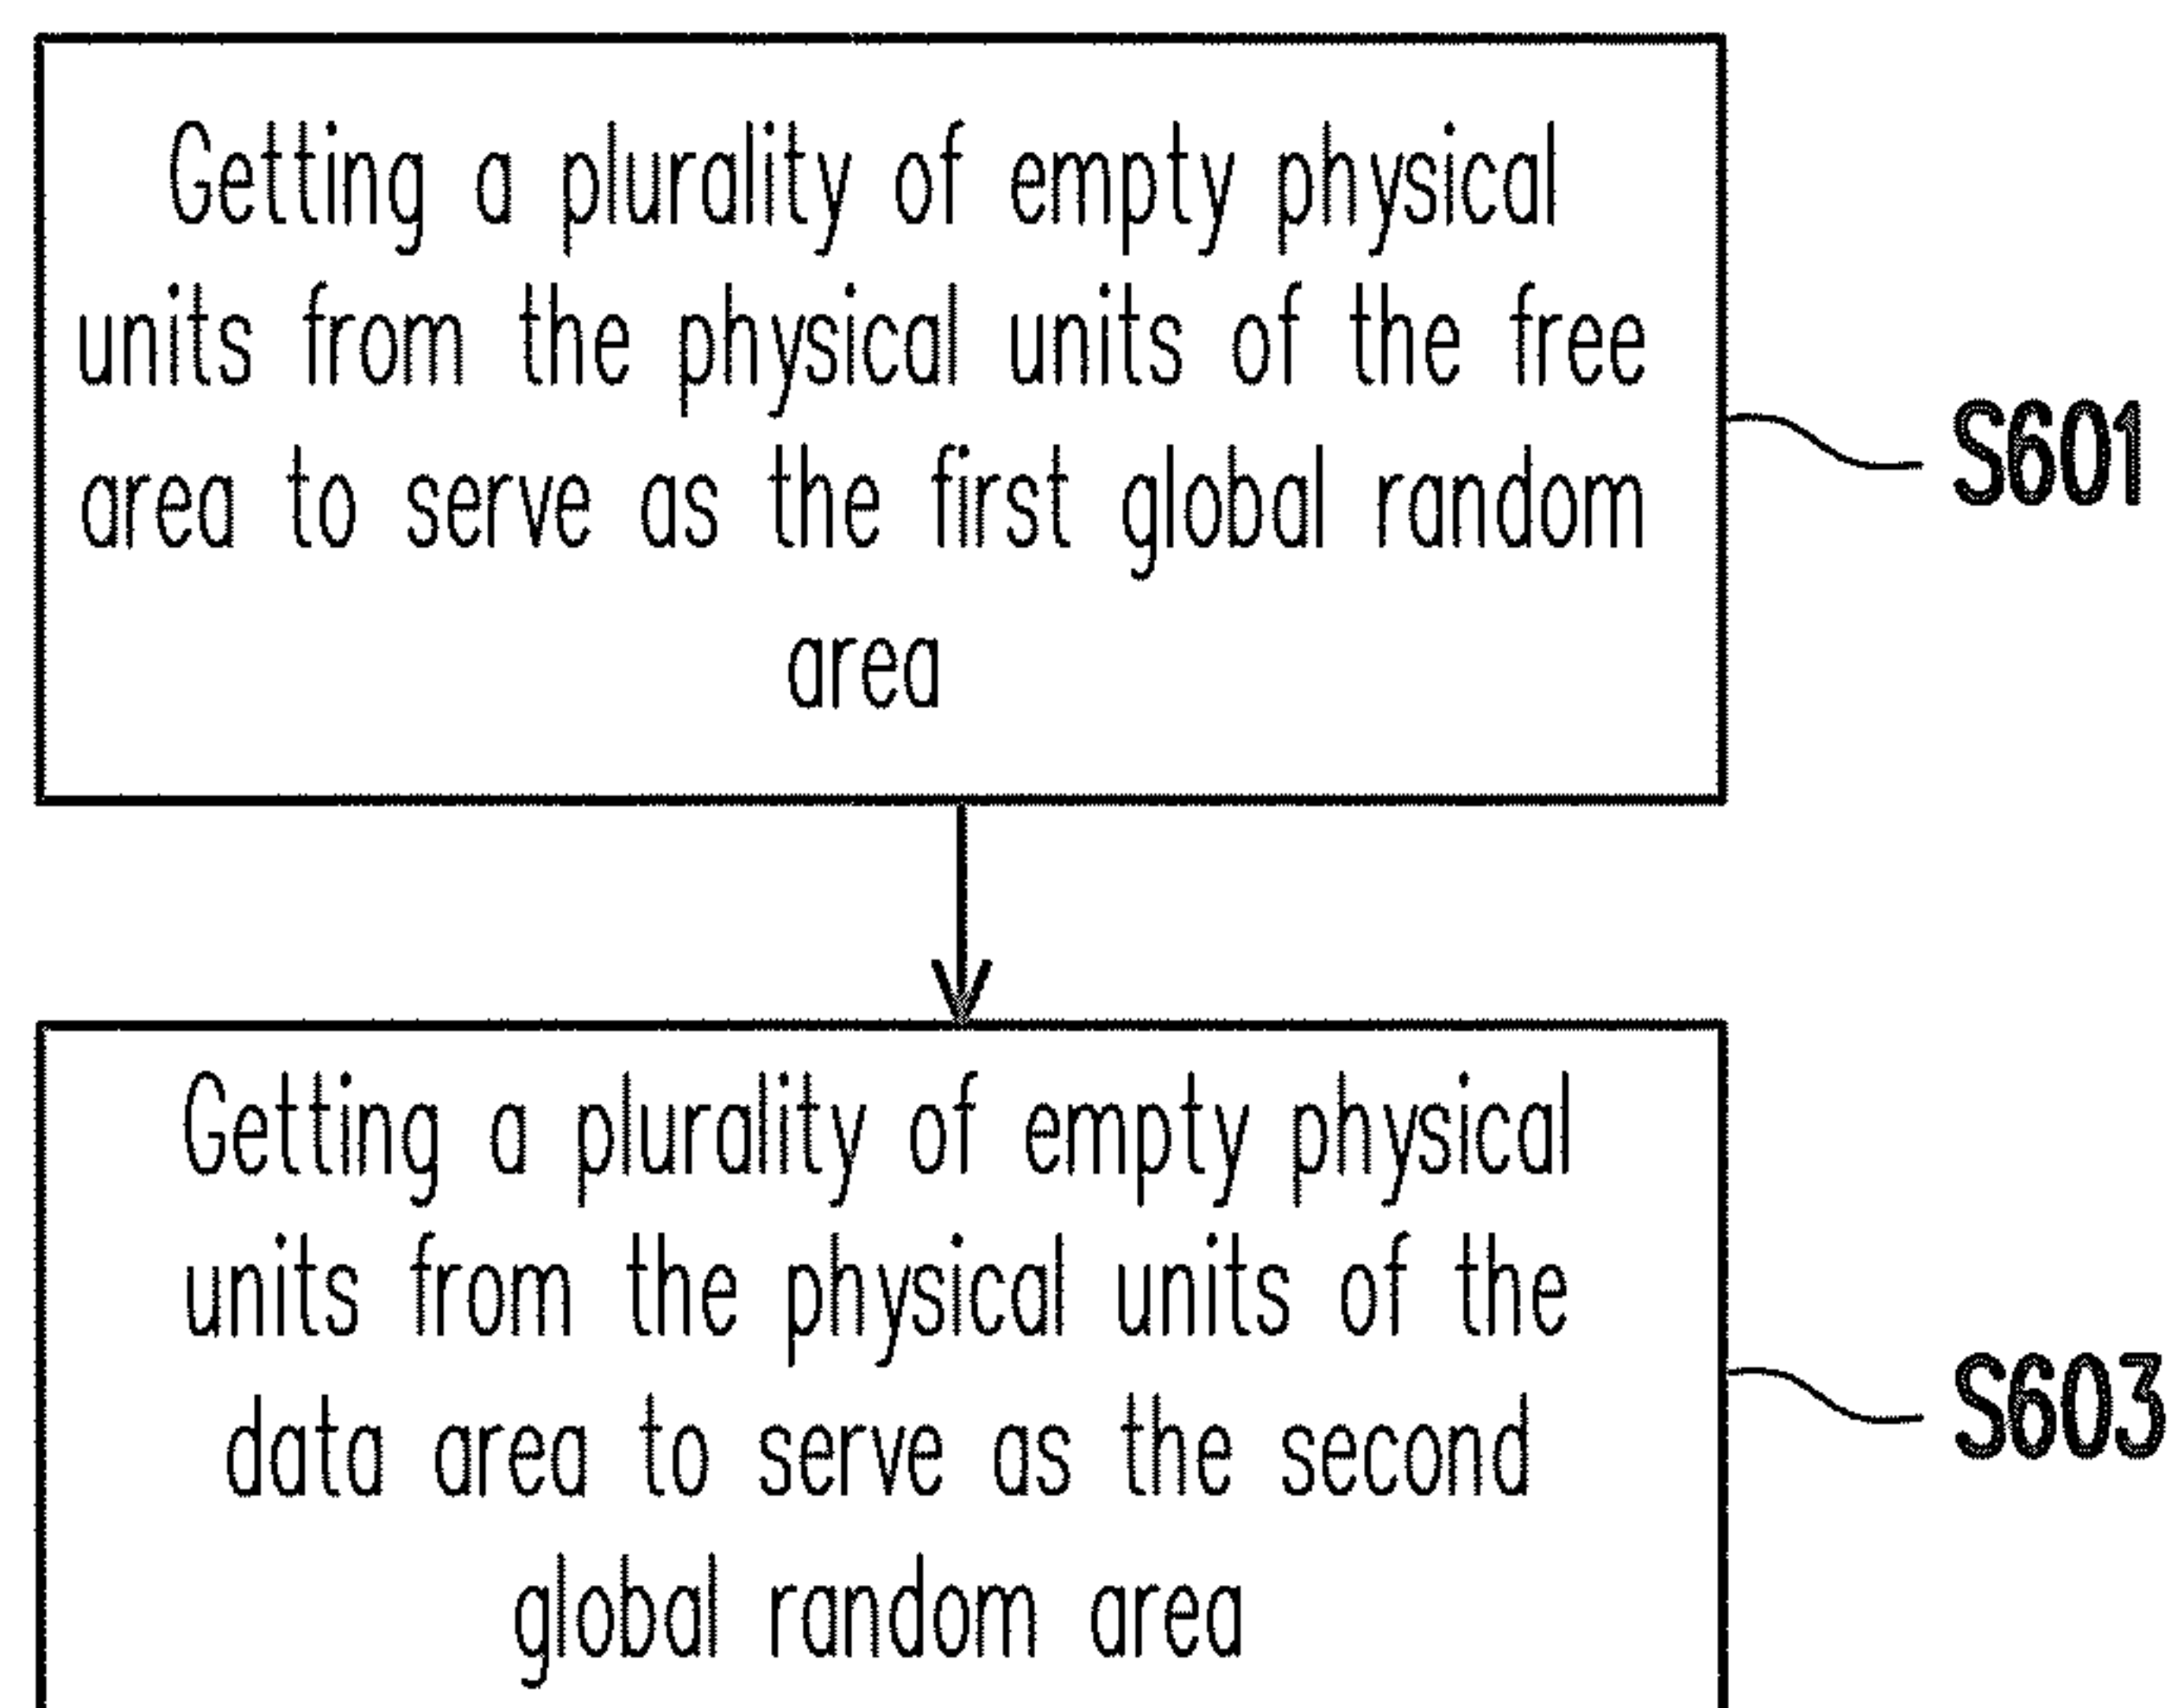 Getting a plurality of empty physical
units from the physical units of the free
area to serve as the first global random
area
S601
Getting a plurality of empty physical
units from the physical units of the
data area to serve as the second
global random area
S603